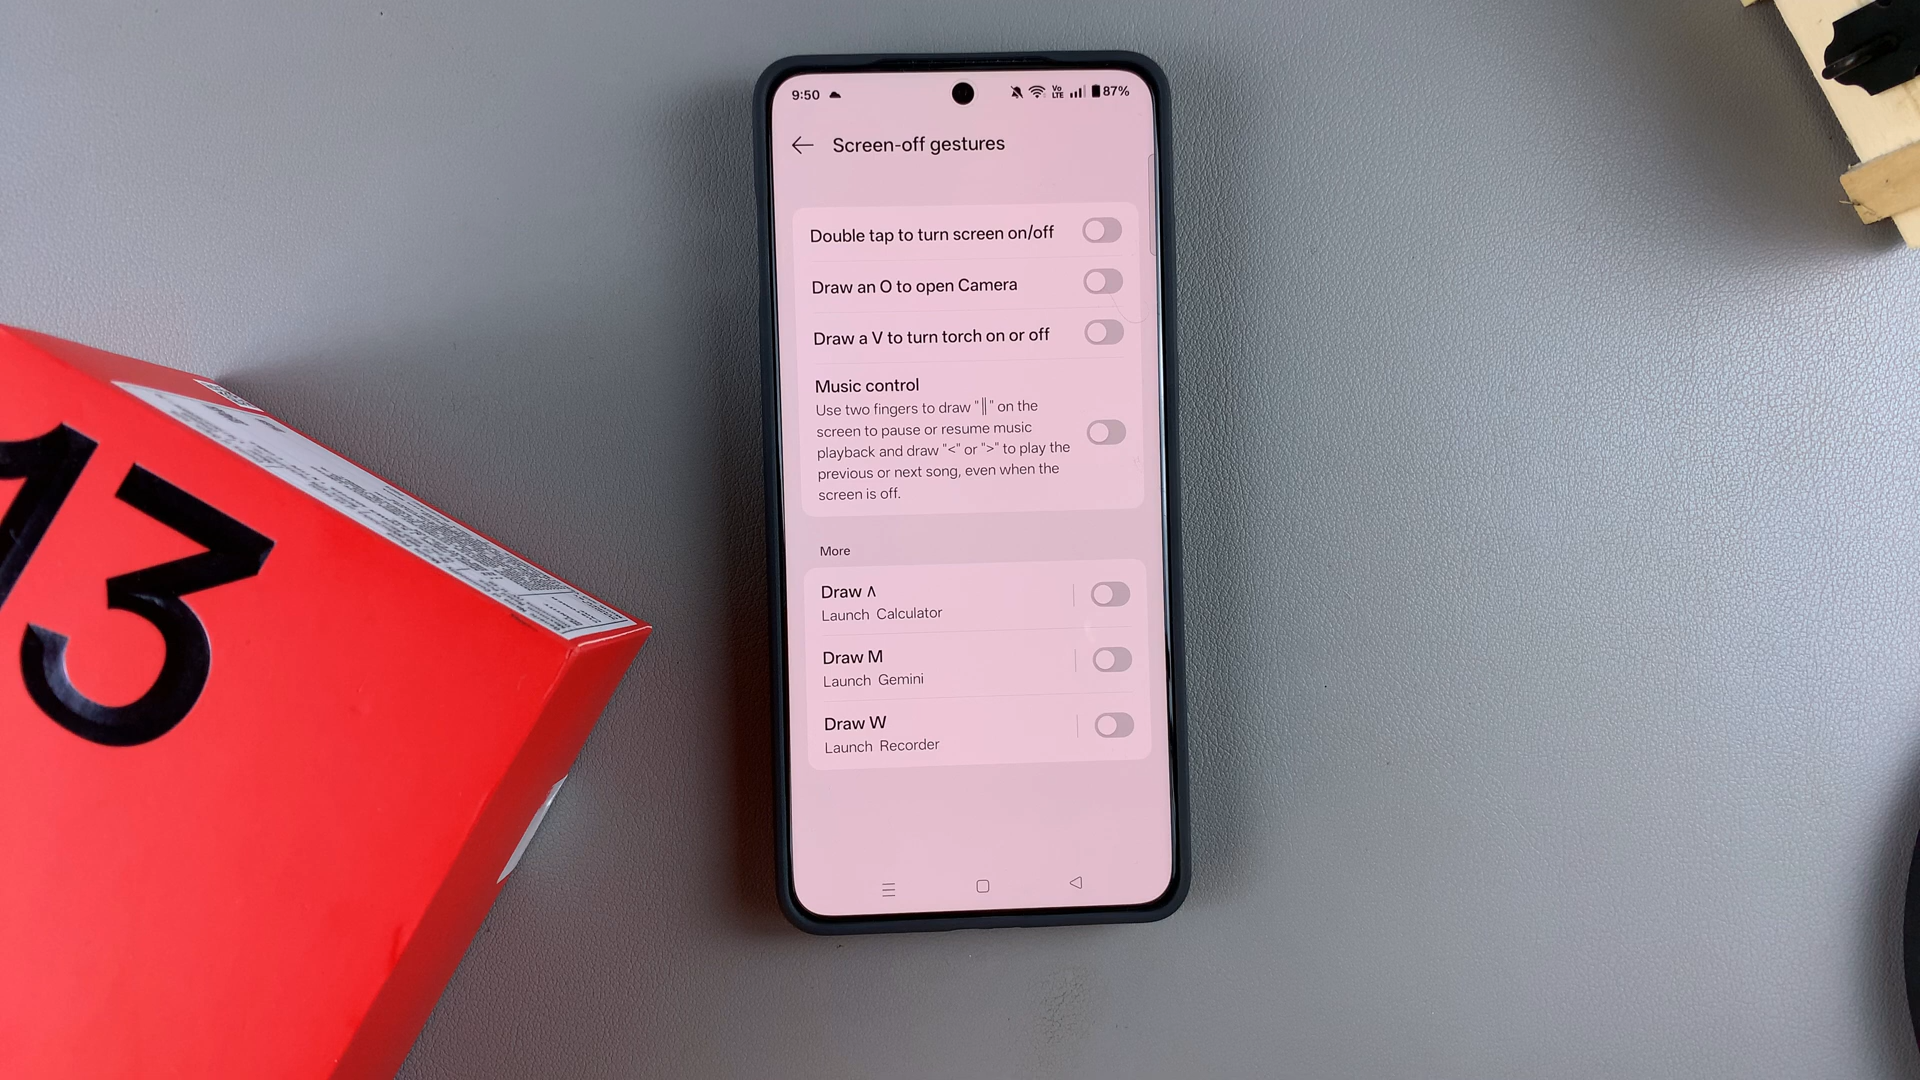 9:50 Vo LTE 87%
Screen-off gestures
Double tap to turn screen on/off
Draw an O to open Camera
Draw a V to turn torch on or off
Music control
Use two fingers to draw "||" on the
screen to pause or resume music
playback and draw "<" or ">" to play the
previous or next song, even when the
screen is off.
More
Draw Λ
Launch Calculator
Draw M
Launch Gemini
Draw W
Launch Recorder
13